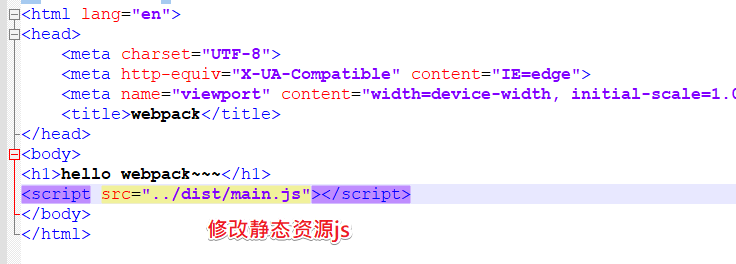 <html lang="en">
<head>
    <meta charset="UTF-8">
    <meta http-equiv="X-UA-Compatible" content="IE=edge">
    <meta name="viewport" content="width=device-width, initial-scale=1.0
    <title>webpack</title>
</head>
<body>
<h1>hello webpack~~~</h1>
<script src="../dist/main.js"></script>
</body>
</html>
修改静态资源js